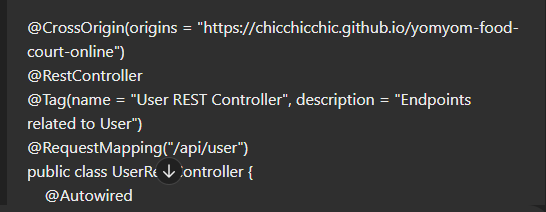 @CrossOrigin(origins = "https://chicchicchic.github.io/yomyom-food-
court-online")
@RestController
@Tag(name = "User REST Controller", description = "Endpoints
related to User")
@RequestMapping("/api/user")
public class UserRe ontroller {
@Autowired